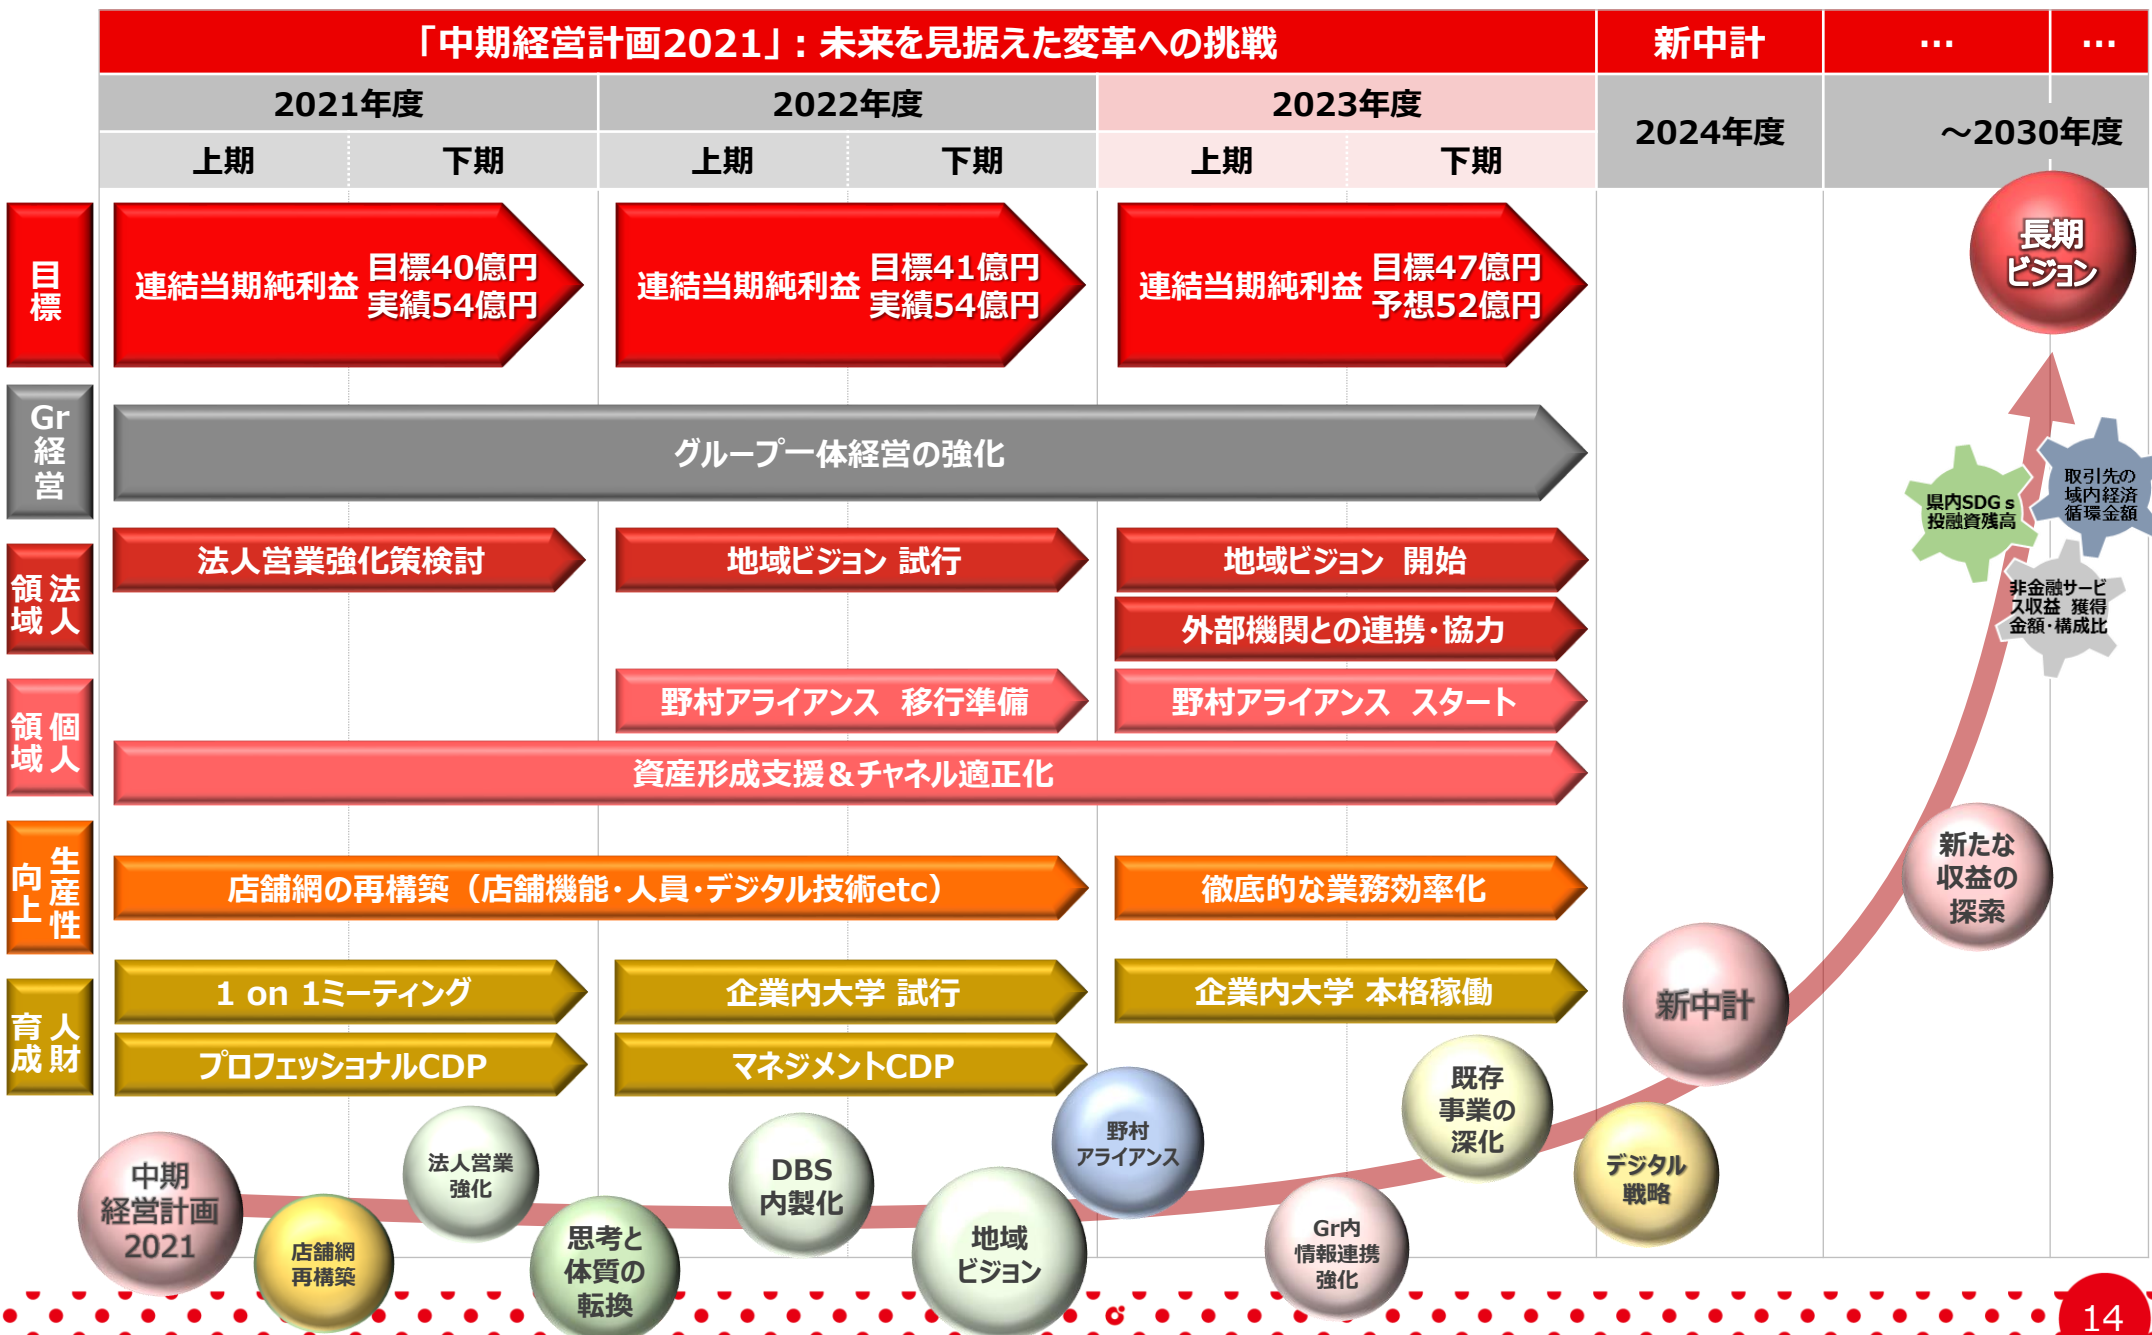 「中期経営計画2021」: 未来を見据えた変革への挑戦
新中計
…
…
2021年度
2022年度
2023年度
2024年度
～2030年度
上期
下期
上期
下期
上期
下期
目標
連結当期純利益
目標40億円
実績54億円
連結当期純利益
目標41億円
実績54億円
連結当期純利益
目標47億円
予想52億円
長期
ビジョン
Gr
経
営
グループ一体経営の強化
県内SDGｓ
投融資残高
取引先の
域内経済
循環金額
非金融サービ
ス収益 獲得
金額・構成比
法人
領域
法人営業強化策検討
地域ビジョン 試行
地域ビジョン 開始
外部機関との連携・協力
個人
領域
野村アライアンス 移行準備
野村アライアンス スタート
資産形成支援＆チャネル適正化
生産性
向上
店舗網の再構築（店舗機能・人員・デジタル技術etc）
徹底的な業務効率化
新たな
収益の
探索
人財
育成
1 on 1ミーティング
企業内大学 試行
企業内大学 本格稼働
プロフェッショナルCDP
マネジメントCDP
新中計
中期
経営計画
2021
店舗網
再構築
法人営業
強化
思考と
体質の
転換
DBS
内製化
地域
ビジョン
野村
アライアンス
Gr内
情報連携
強化
既存
事業の
深化
デジタル
戦略
14